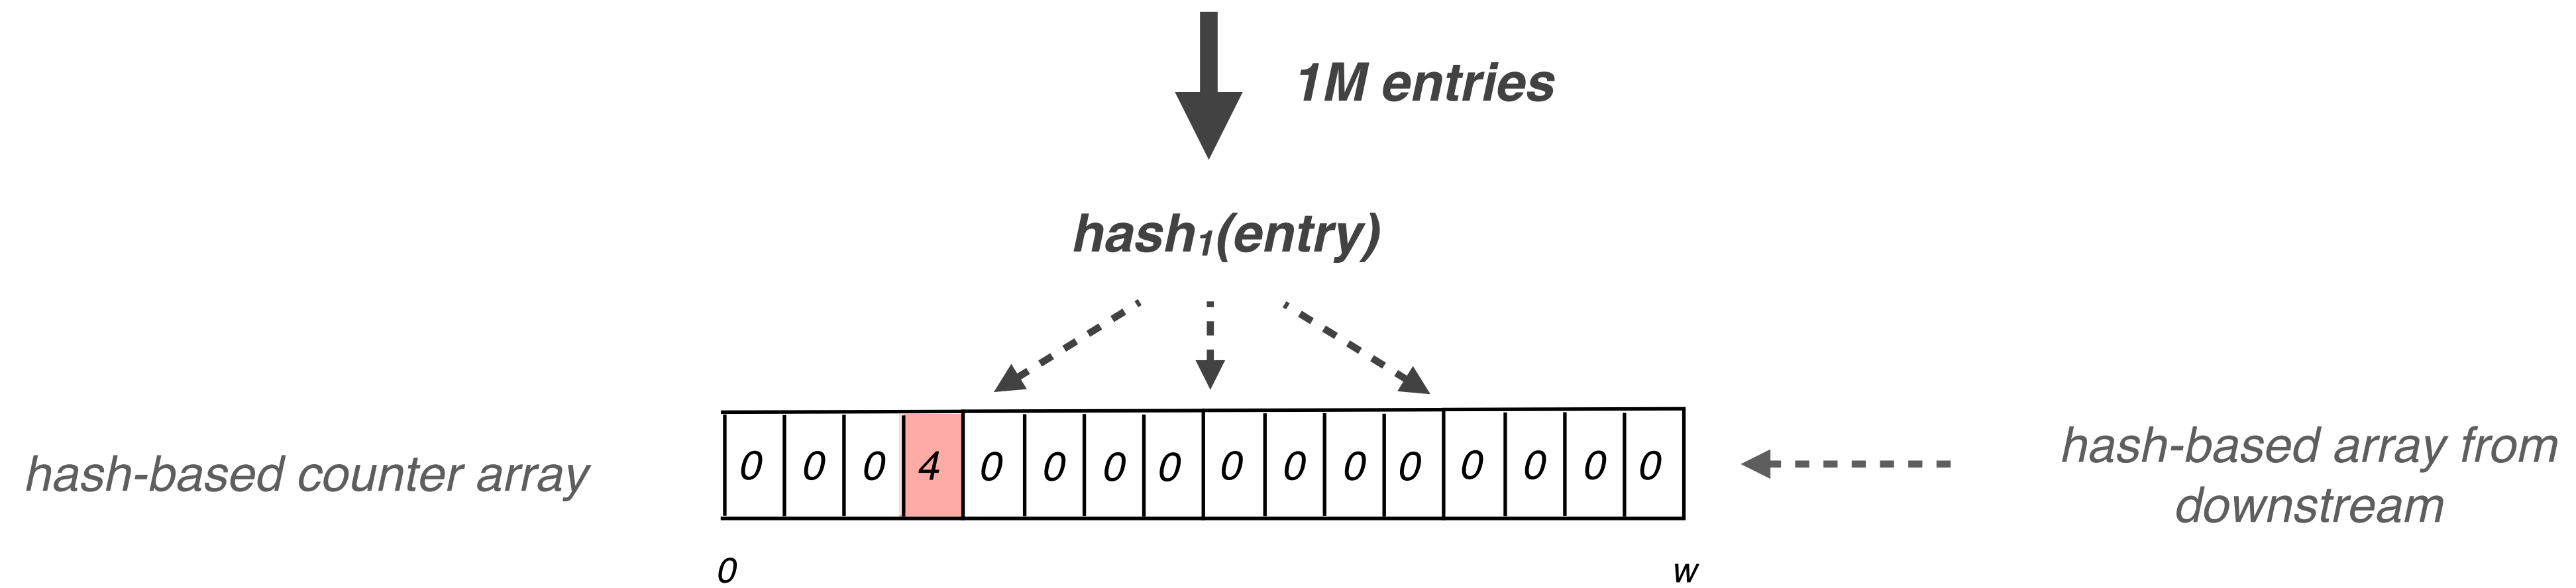 1M entries
hash₁(entry)
hash-based counter array
0 0 0 4 0 0 0 0 0 0 0 0 0 0 0 0
hash-based array from
downstream
0 w